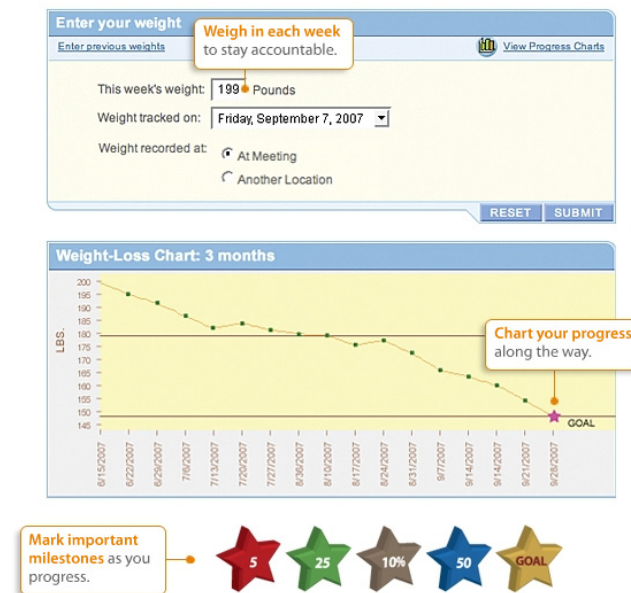 Enter your weight
Weigh in each week
to stay accountable.
Enter previous weights
View Progress Charts
This week's weight: 199 Pounds
Weight tracked on: Friday, September 7, 2007
Weight recorded at: At Meeting
Another Location
RESET SUBMIT
Weight-Loss Chart: 3 months
LBS.
200
195
190
185
180
175
170
165
160
155
150
145
Chart your progress
along the way.
GOAL
6/15/2007
6/22/2007
6/29/2007
7/6/2007
7/13/2007
7/20/2007
7/27/2007
8/36/2007
8/10/2007
8/17/2007
8/24/2007
8/31/2007
9/7/2007
9/14/2007
9/14/2007
9/21/2007
9/28/2007
Mark important
milestones as you
progress.
5 25 10% 50 GOAL